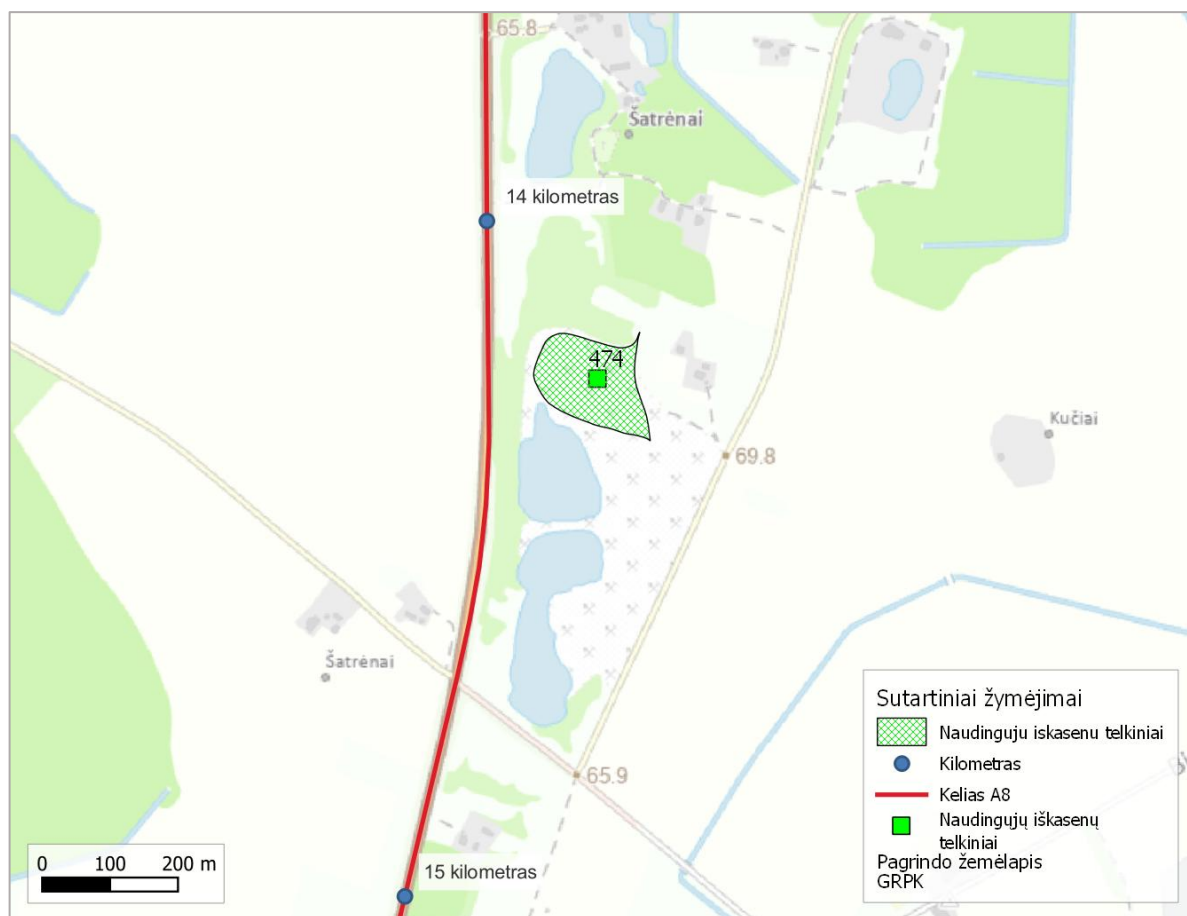 65.8
Šatrėnai
14 kilometras
474
Kučiai
69.8
Šatrėnai
65.9
15 kilometras
0 100 200 m
Sutartiniai žymėjimai
Naudinguju iskasenu telkiniai
Kilometras
Kelias A8
Naudingųjų iškasenų
telkiniai
Pagrindo žemėlapis
GRPK